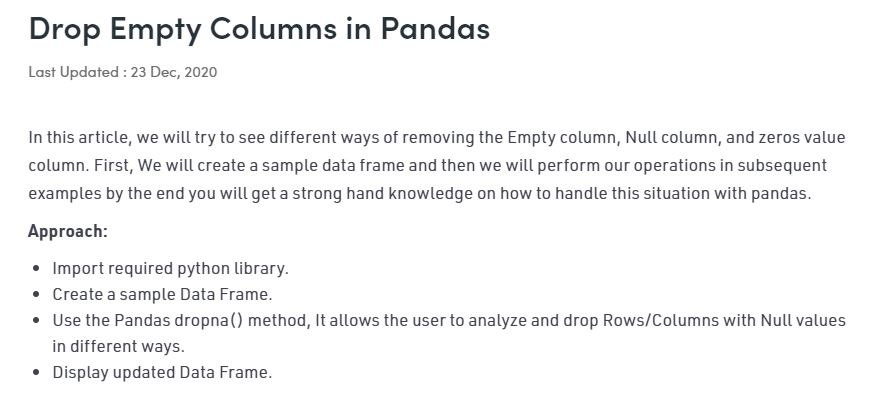 Drop Empty Columns in Pandas
Last Updated : 23 Dec, 2020
In this article, we will try to see different ways of removing the Empty column, Null column, and zeros value
column. First, We will create a sample data frame and then we will perform our operations in subsequent
examples by the end you will get a strong hand knowledge on how to handle this situation with pandas.
Approach:
• Import required python library.
• Create a sample Data Frame.
• Use the Pandas dropna() method, It allows the user to analyze and drop Rows/Columns with Null values
in different ways.
• Display updated Data Frame.